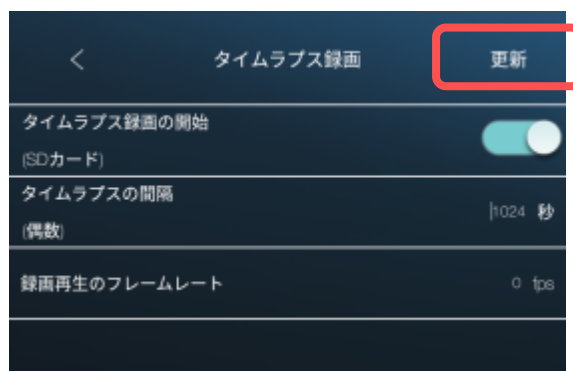 < タイムラプス録画 更新
タイムラプス録画の開始
(SDカード)
タイムラプスの間隔
1024 秒
(偶数)
録画再生のフレームレート 0 fps